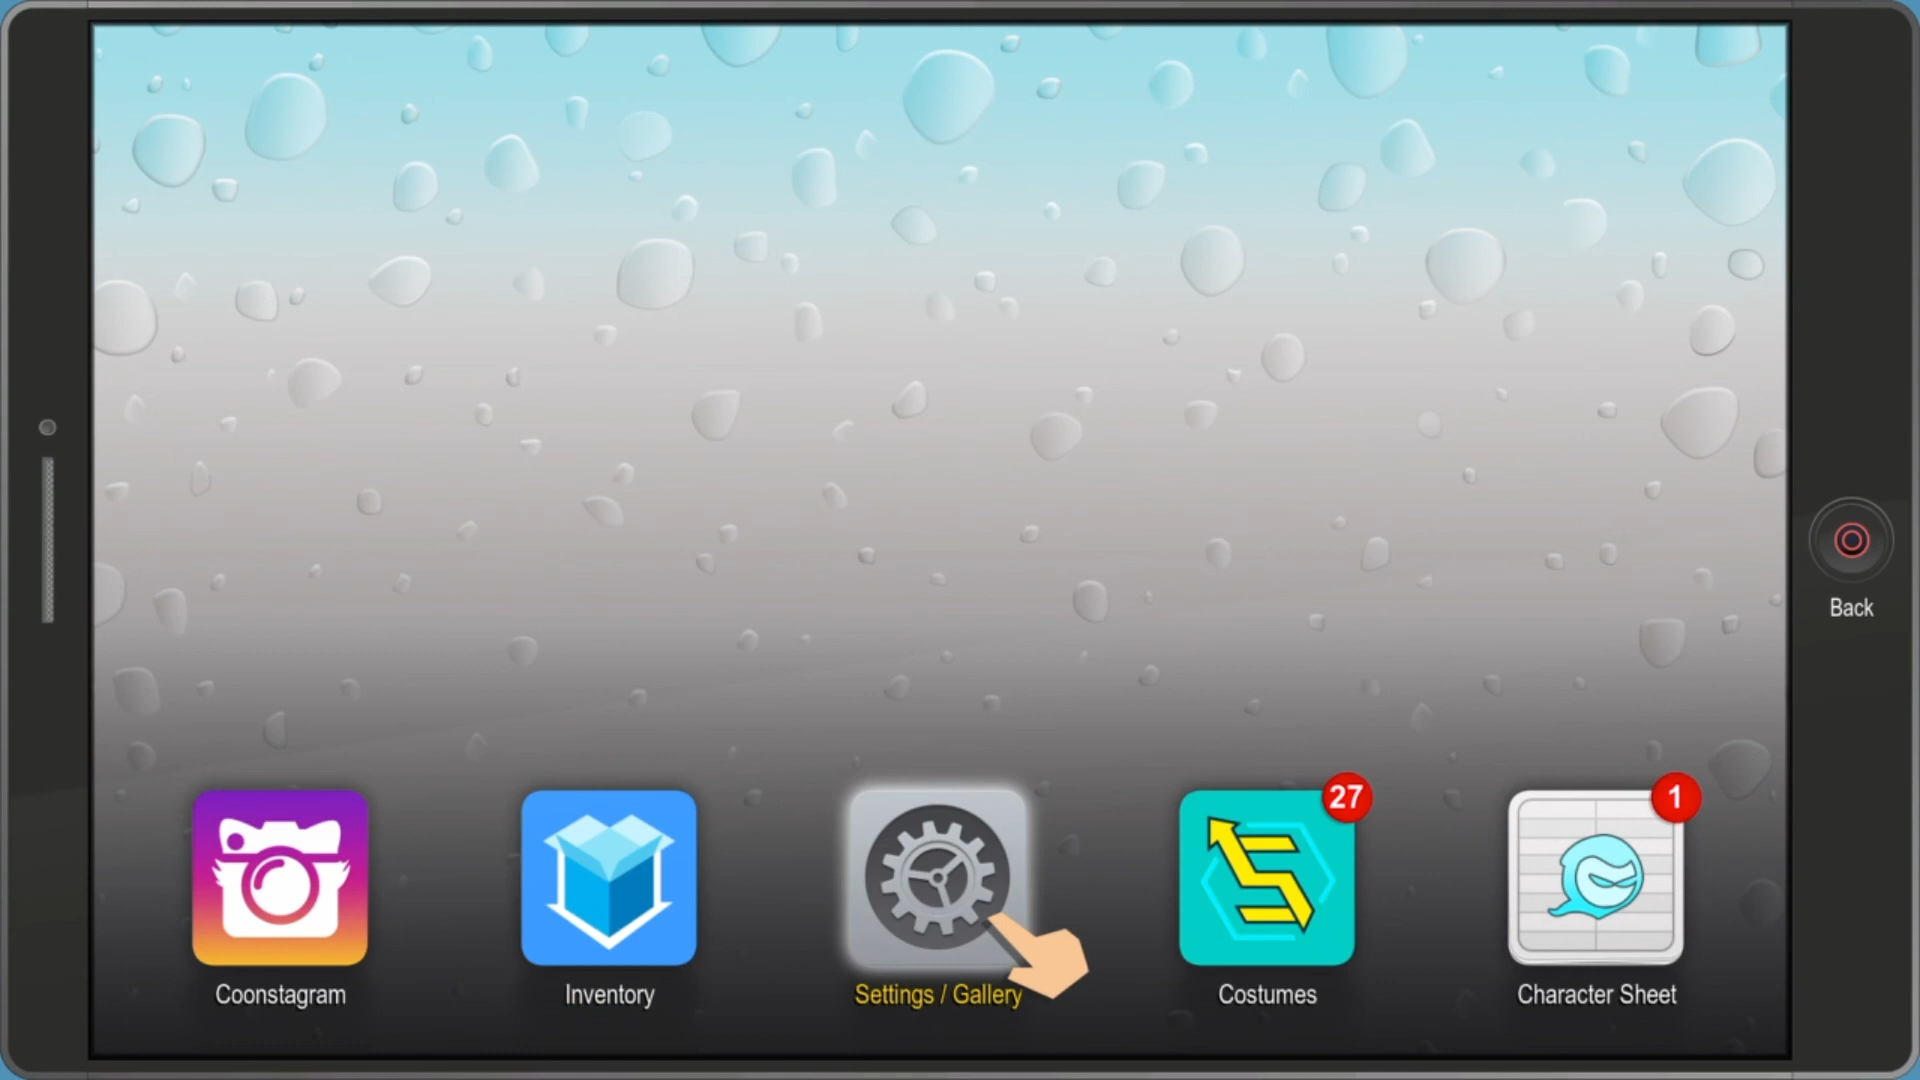 Back
27
1
Coonstagram
Inventory
Settings / Gallery
Costumes
Character Sheet